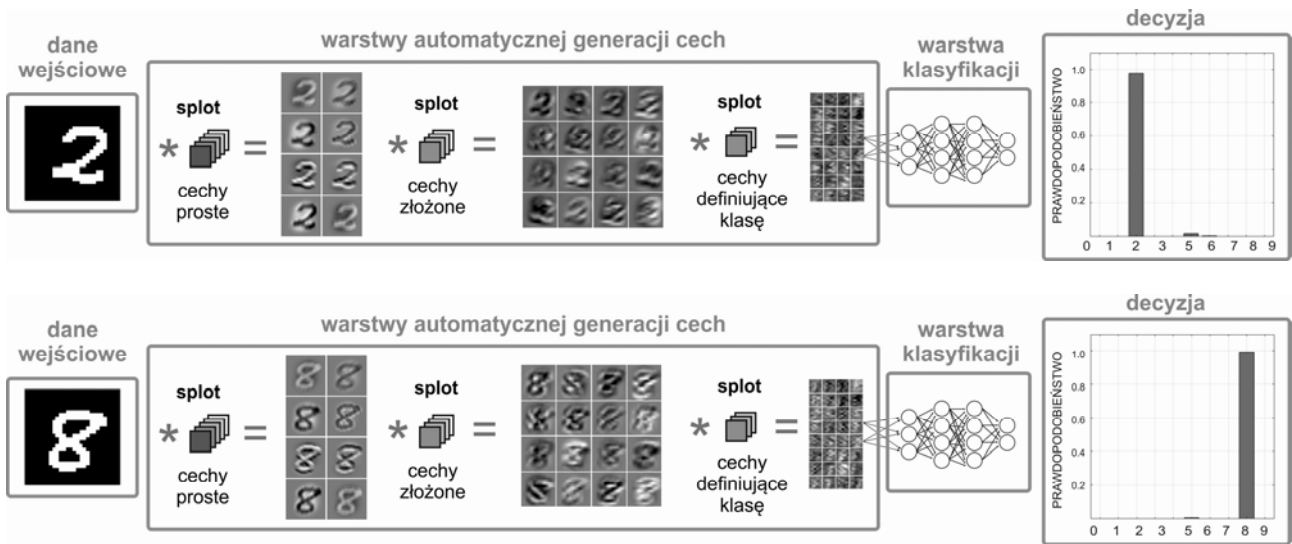 decyzja
dane
wejściowe
warstwy automatycznej generacji cech
warstwa
klasyfikacji
2
splot
* =
cechy
proste
splot
* =
cechy
złożone
splot
* =
cechy
definiujące
klasę
PRAWDOPODOBIEŃSTWO
1.0
0.8
0.6
0.4
0.2
0 1 2 3 5 6 7 8 9
decyzja
dane
wejściowe
warstwy automatycznej generacji cech
warstwa
klasyfikacji
8
splot
* =
cechy
proste
splot
* =
cechy
złożone
splot
* =
cechy
definiujące
klasę
PRAWDOPODOBIEŃSTWO
1.0
0.8
0.6
0.4
0.2
0 1 2 3 5 6 7 8 9